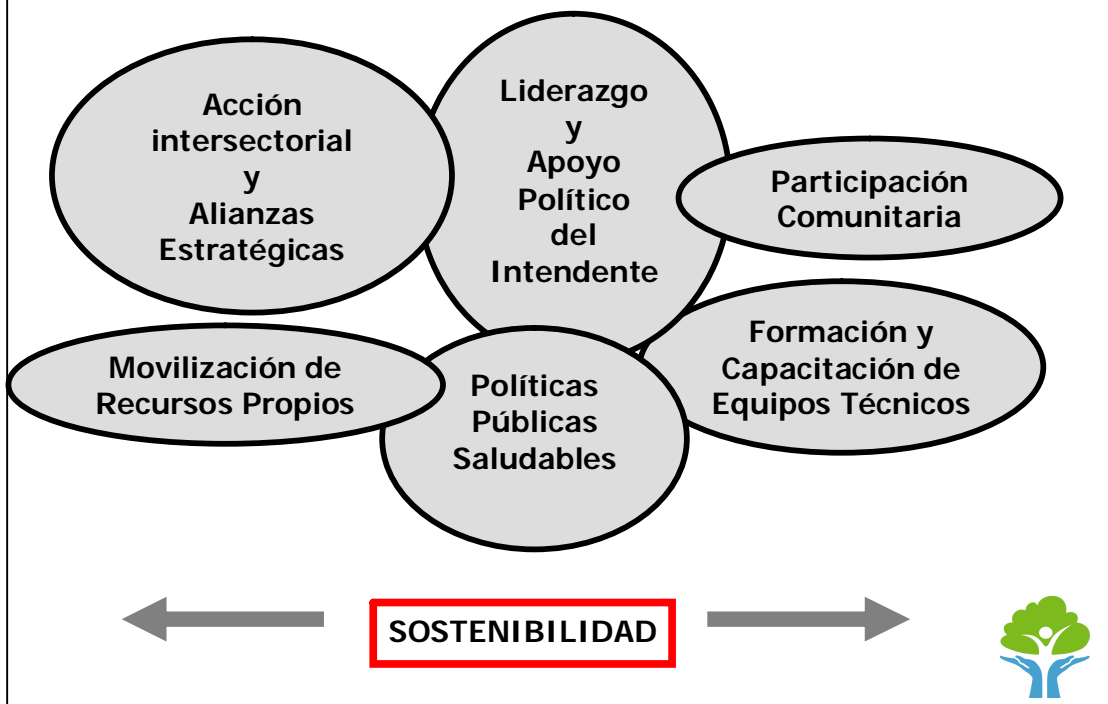 Acción
intersectorial
y
Alianzas
Estratégicas
Liderazgo
y
Apoyo
Político
del
Intendente
Participación
Comunitaria
Movilización de
Recursos Propios
Políticas
Públicas
Saludables
Formación y
Capacitación de
Equipos Técnicos
SOSTENIBILIDAD